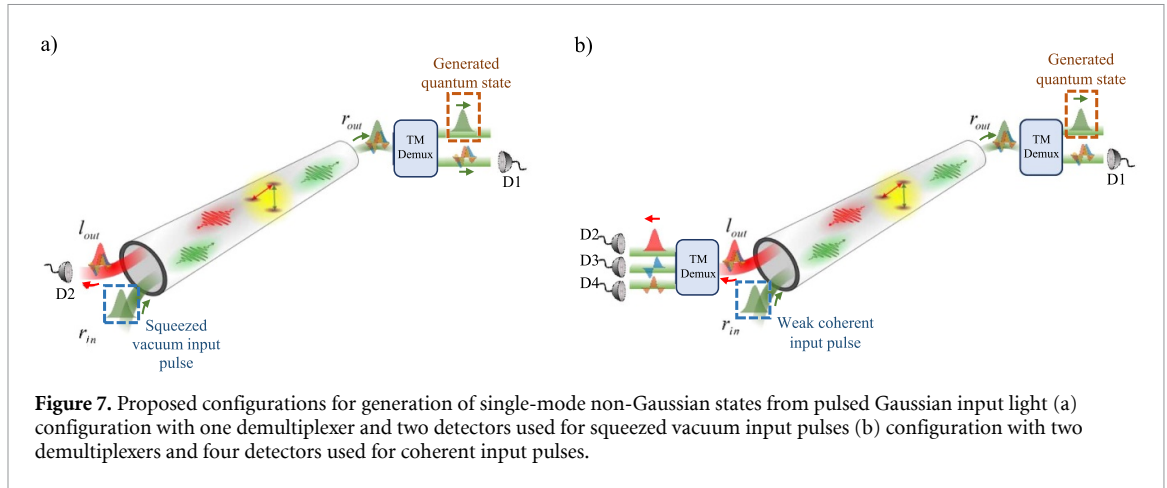 a)
Generated
quantum state
r_out
TM
Demux
D1
l_out
D2
r_in
Squeezed
vacuum input
pulse
b)
Generated
quantum state
r_out
TM
Demux
D1
D2
D3
D4
TM
Demux
l_out
r_in
Weak coherent
input pulse
Figure 7. Proposed configurations for generation of single-mode non-Gaussian states from pulsed Gaussian input light (a)
configuration with one demultiplexer and two detectors used for squeezed vacuum input pulses (b) configuration with two
demultiplexers and four detectors used for coherent input pulses.